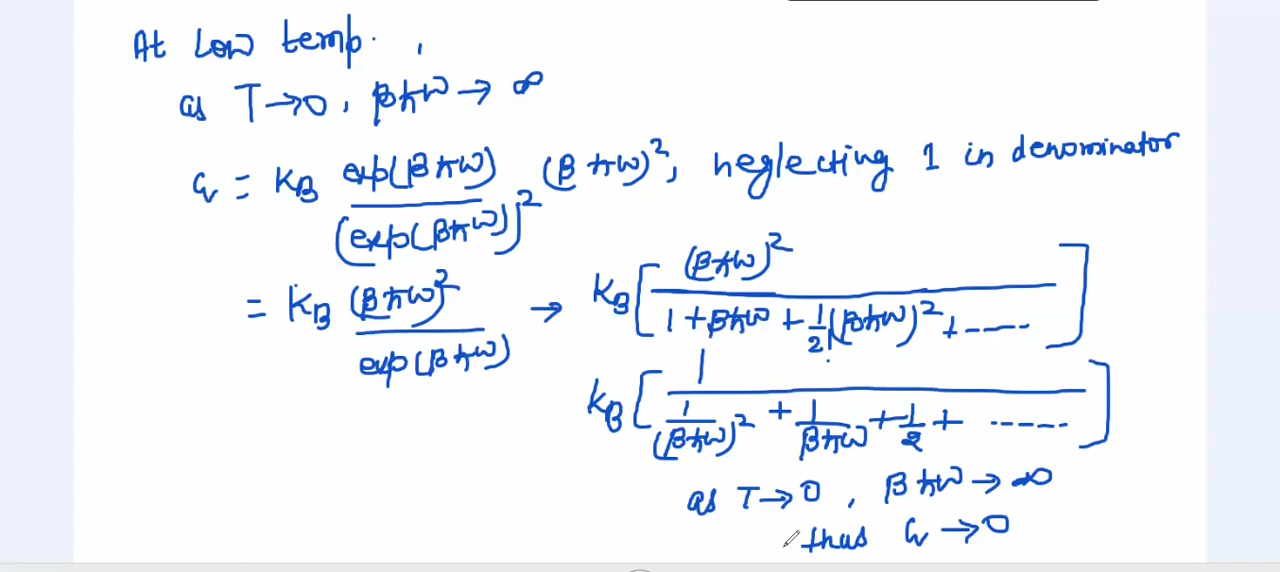 At Low temp. ,
as T→0, βħω → ∞
Cv = KB exp(βħω) / (exp(βħω))² (βħω)², neglecting 1 in denominator
= KB (βħω)² / exp(βħω) → KB [ (βħω)² / 1 + βħω + 1/2 (βħω)² + ---- ]
KB [ 1 / 1/(βħω)² + 1/βħω + 1/2 + ------ ]
as T→0, βħω → ∞
thus Cv → 0